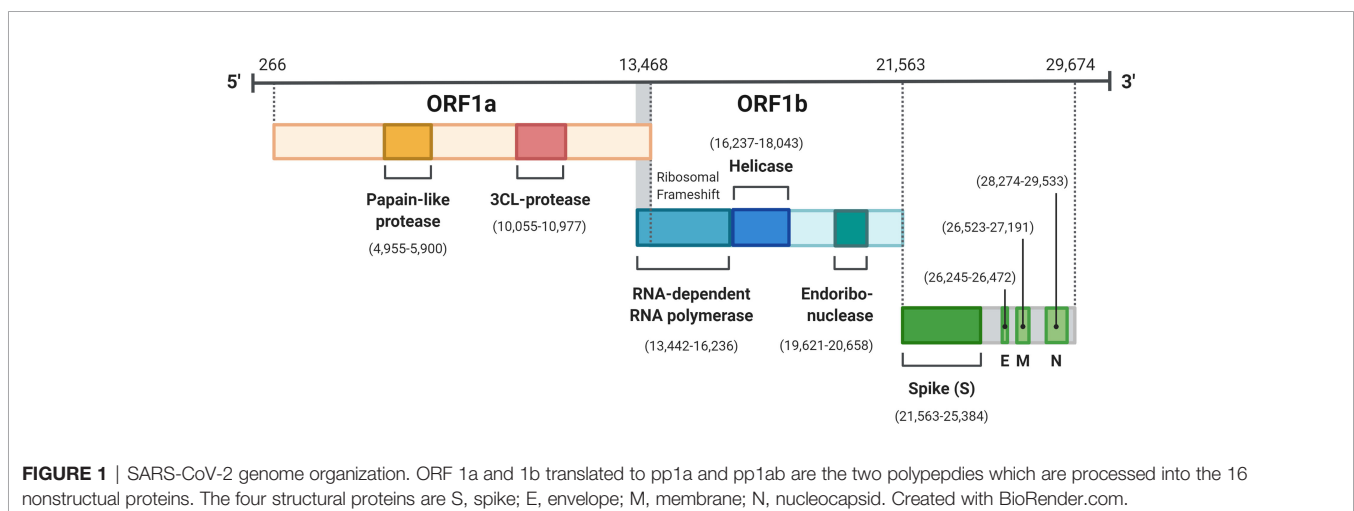 266 13,468 21,563 29,674
5' 3'
ORF1a ORF1b
(16,237-18,043)
Helicase
Ribosomal
Frameshift
Papain-like
protease
(4,955-5,900)
3CL-protease
(10,055-10,977)
(28,274-29,533)
(26,523-27,191)
(26,245-26,472)
RNA-dependent
RNA polymerase
(13,442-16,236)
Endoribo-
nuclease
(19,621-20,658)
E M N
Spike (S)
(21,563-25,384)
FIGURE 1 | SARS-CoV-2 genome organization. ORF 1a and 1b translated to pp1a and pp1ab are the two polypepdies which are processed into the 16
nonstructual proteins. The four structural proteins are S, spike; E, envelope; M, membrane; N, nucleocapsid. Created with BioRender.com.